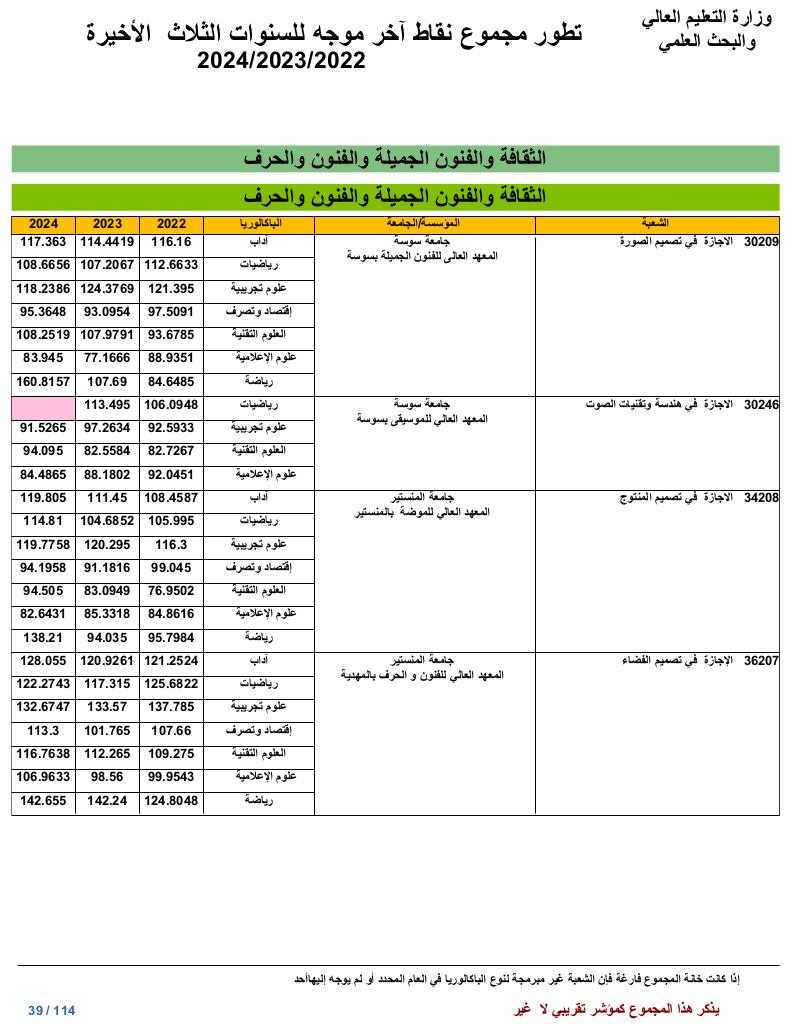 وزارة التعليم العالي
والبحث العلمي
تطور مجموع نقاط آخر موجه للسنوات الثلاث الأخيرة
2024/2023/2022
الثقافة والفنون الجميلة والفنون والحرف
الثقافة والفنون الجميلة والفنون والحرف
الشعبة المؤسسة/الجامعة الباكالوريا 2022 2023 2024
30209 الاجازة في تصميم الصورة جامعة سوسة آداب 116.16 114.4419 117.363
المعهد العالى للفنون الجميلة بسوسة
رياضيات 112.6633 107.2067 108.6656
علوم تجريبية 121.395 124.3769 118.2386
إقتصاد وتصرف 97.5091 93.0954 95.3648
العلوم التقنية 93.6785 107.9791 108.2519
علوم الإعلامية 88.9351 77.1666 83.945
رياضة 84.6485 107.69 160.8157
30246 الاجازة في هندسة وتقنيات الصوت جامعة سوسة رياضيات 106.0948 113.495
المعهد العالي للموسيقى بسوسة
علوم تجريبية 92.5933 97.2634 91.5265
العلوم التقنية 82.7267 82.5584 94.095
علوم الإعلامية 92.0451 88.1802 84.4865
34208 الاجازة في تصميم المنتوج جامعة المنستير آداب 108.4587 111.45 119.805
المعهد العالي للموضة بالمنستير
رياضيات 105.995 104.6852 114.81
علوم تجريبية 116.3 120.295 119.7758
إقتصاد وتصرف 99.045 91.1816 94.1958
العلوم التقنية 76.9502 83.0949 94.505
علوم الإعلامية 84.8616 85.3318 82.6431
رياضة 95.7984 94.035 138.21
36207 الإجازة في تصميم الفضاء جامعة المنستير آداب 121.2524 120.9261 128.055
المعهد العالي للفنون و الحرف بالمهدية
رياضيات 125.6822 117.315 122.2743
علوم تجريبية 137.785 133.57 132.6747
إقتصاد وتصرف 107.66 101.765 113.3
العلوم التقنية 109.275 112.265 116.7638
علوم الإعلامية 99.9543 98.56 106.9633
رياضة 124.8048 142.24 142.655
إذا كانت خانة المجموع فارغة فإن الشعبة غير مبرمجة لنوع الباكالوريا في العام المحدد أو لم يوجه إليهاأحد
يذكر هذا المجموع كمؤشر تقريبي لا غير
39 / 114